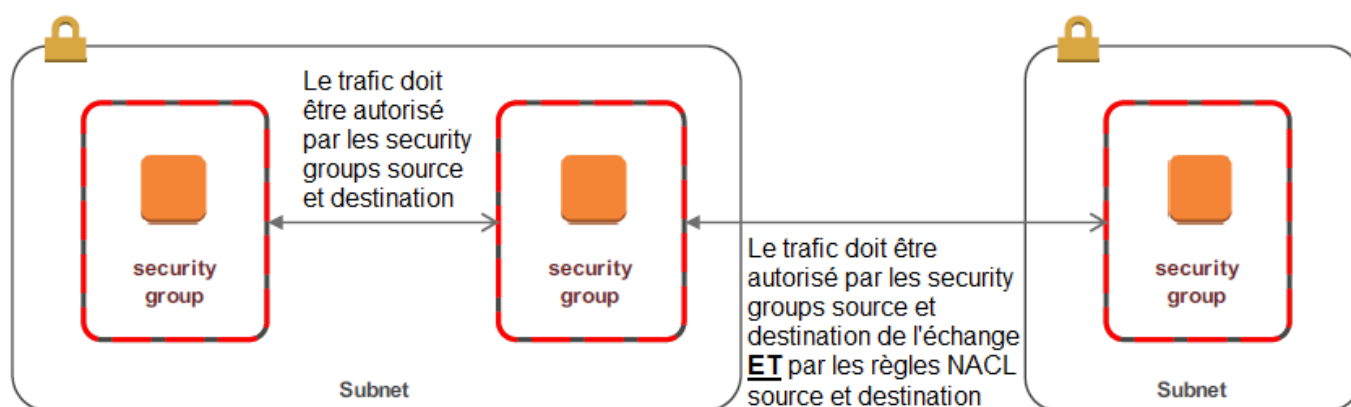 Le trafic doit
être autorisé
par les security
groups source
et destination
security
group
security
group
Subnet
Le trafic doit être
autorisé par les security
groups source et
destination de l'échange
ET par les règles NACL
source et destination
security
group
Subnet